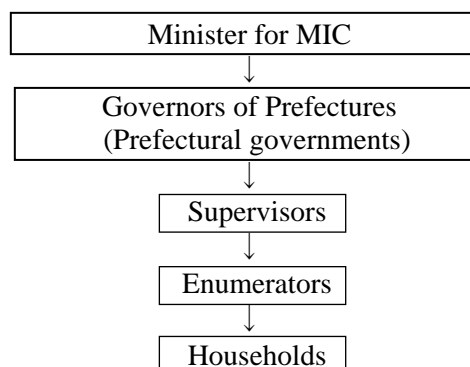 Minister for MIC
Governors of Prefectures
(Prefectural governments)
Supervisors
Enumerators
Households